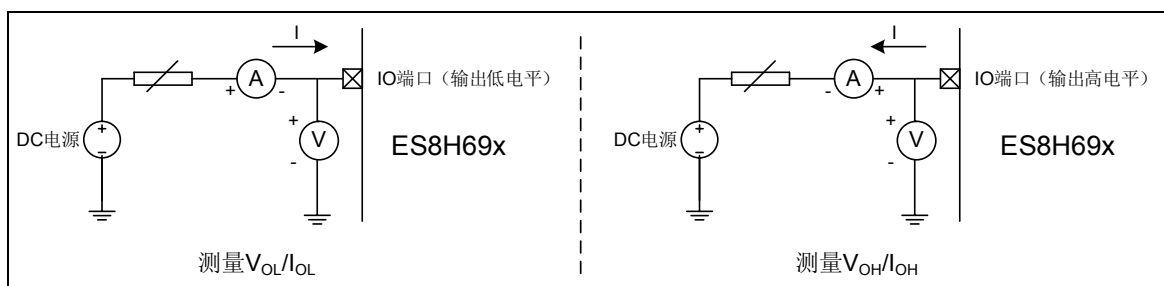 I
A
+ -
IO端口（输出低电平）
DC电源
+
-
+
V
-
ES8H69x
测量VOL/IOL
I
A
- +
IO端口（输出高电平）
DC电源
+
-
+
V
-
ES8H69x
测量VOH/IOH